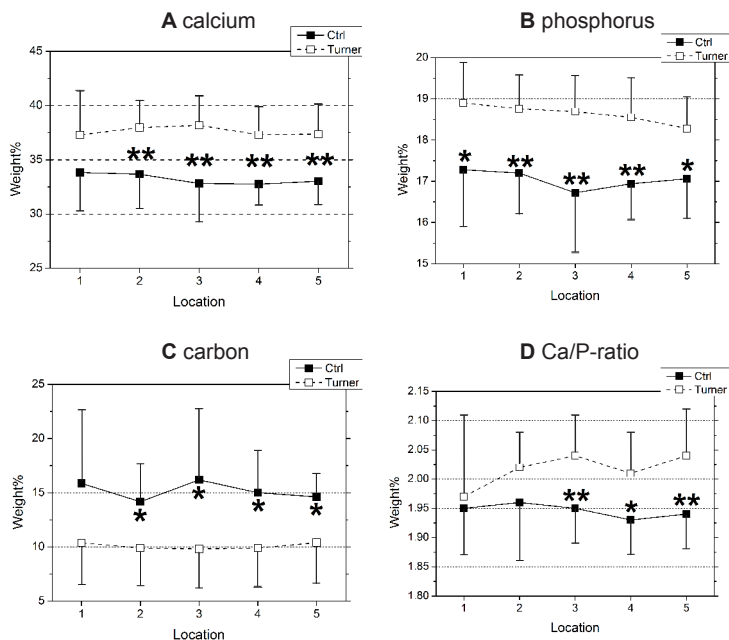 A calcium
Ctrl
Turner
45
40
35
30
25
Weight%
** ** ** **
1 2 3 4 5
Location
B phosphorus
Ctrl
Turner
20
19
18
17
16
15
Weight%
* ** ** ** *
1 2 3 4 5
Location
C carbon
Ctrl
Turner
25
20
15
10
5
Weight%
* * * *
1 2 3 4 5
Location
D Ca/P-ratio
Ctrl
Turner
2.15
2.10
2.05
2.00
1.95
1.90
1.85
1.80
Weight%
** * **
1 2 3 4 5
Location